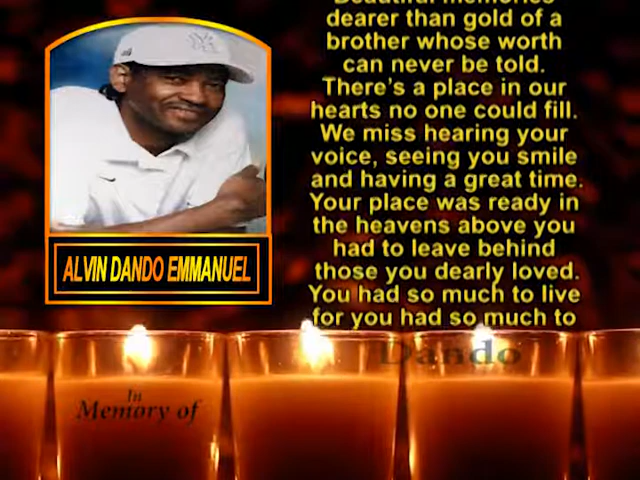 Beautiful memories
dearer than gold of a
brother whose worth
can never be told.
There's a place in our
hearts no one could fill.
We miss hearing your
voice, seeing you smile
and having a great time.
Your place was ready in
the heavens above you
had to leave behind
those you dearly loved.
You had so much to live
for you had so much to
ALVIN DANDO EMMANUEL
In
Memory of
Dando